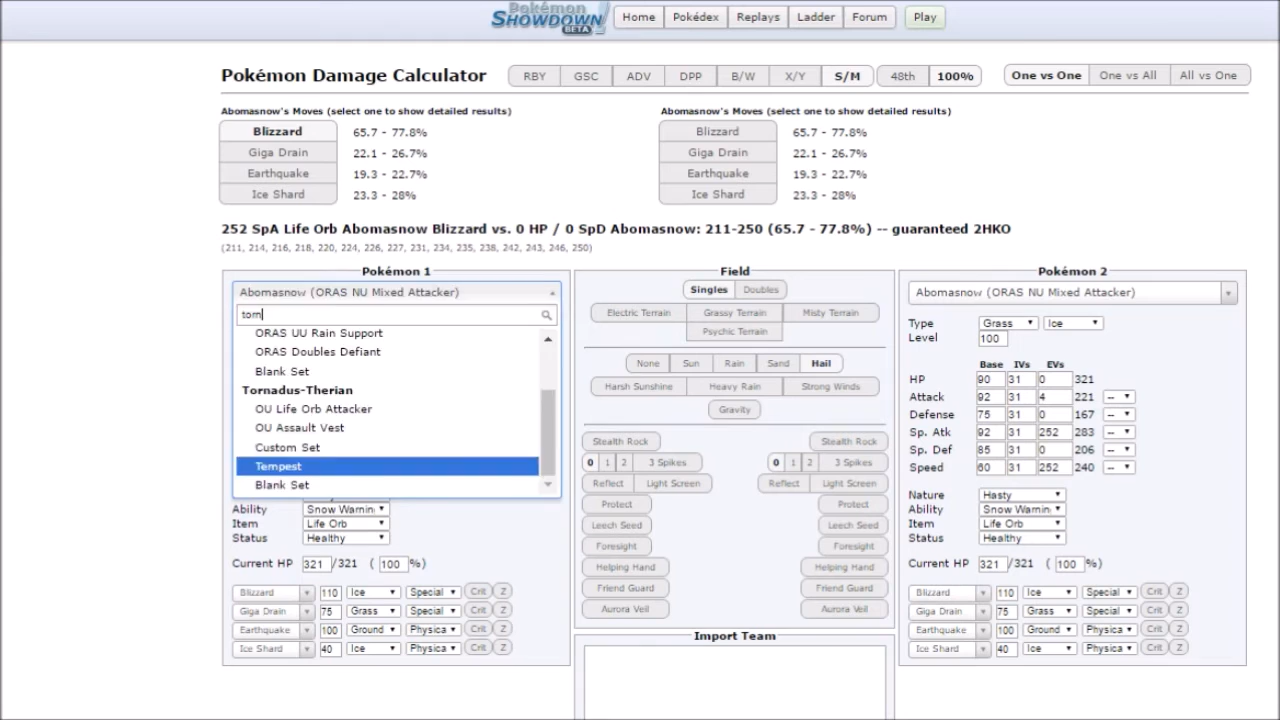 Pokémon
SHOWDOWN!
BETA
Home Pokédex Replays Ladder Forum Play
Pokémon Damage Calculator RBY GSC ADV DPP B/W X/Y S/M 48th 100% One vs One One vs All All vs One
Abomasnow's Moves (select one to show detailed results) Abomasnow's Moves (select one to show detailed results)
Blizzard 65.7 - 77.8% Blizzard 65.7 - 77.8%
Giga Drain 22.1 - 26.7% Giga Drain 22.1 - 26.7%
Earthquake 19.3 - 22.7% Earthquake 19.3 - 22.7%
Ice Shard 23.3 - 28% Ice Shard 23.3 - 28%
252 SpA Life Orb Abomasnow Blizzard vs. 0 HP / 0 SpD Abomasnow: 211-250 (65.7 - 77.8%) -- guaranteed 2HKO
(211, 214, 216, 218, 220, 224, 226, 227, 231, 234, 235, 238, 242, 243, 246, 250)
Pokémon 1
Abomasnow (ORAS NU Mixed Attacker)
torn
ORAS UU Rain Support
ORAS Doubles Defiant
Blank Set
Tornadus-Therian
OU Life Orb Attacker
OU Assault Vest
Custom Set
Tempest
Blank Set
Ability Snow Warnin
Item Life Orb
Status Healthy
Current HP 321 /321 ( 100 %)
Blizzard 110 Ice Special Crit Z
Giga Drain 75 Grass Special Crit Z
Earthquake 100 Ground Physica Crit Z
Ice Shard 40 Ice Physica Crit Z
Field
Singles Doubles
Electric Terrain Grassy Terrain Misty Terrain
Psychic Terrain
None Sun Rain Sand Hail
Harsh Sunshine Heavy Rain Strong Winds
Gravity
Stealth Rock Stealth Rock
0 1 2 3 Spikes 0 1 2 3 Spikes
Reflect Light Screen Reflect Light Screen
Protect Protect
Leech Seed Leech Seed
Foresight Foresight
Helping Hand Helping Hand
Friend Guard Friend Guard
Aurora Veil Aurora Veil
Import Team
Pokémon 2
Abomasnow (ORAS NU Mixed Attacker)
Type Grass Ice
Level 100
Base IVs EVs
HP 90 31 0 321
Attack 92 31 4 221 --
Defense 75 31 0 167 --
Sp. Atk 92 31 252 283 --
Sp. Def 85 31 0 206 --
Speed 60 31 252 240 --
Nature Hasty
Ability Snow Warnin
Item Life Orb
Status Healthy
Current HP 321 /321 ( 100 %)
Blizzard 110 Ice Special Crit Z
Giga Drain 75 Grass Special Crit Z
Earthquake 100 Ground Physica Crit Z
Ice Shard 40 Ice Physica Crit Z